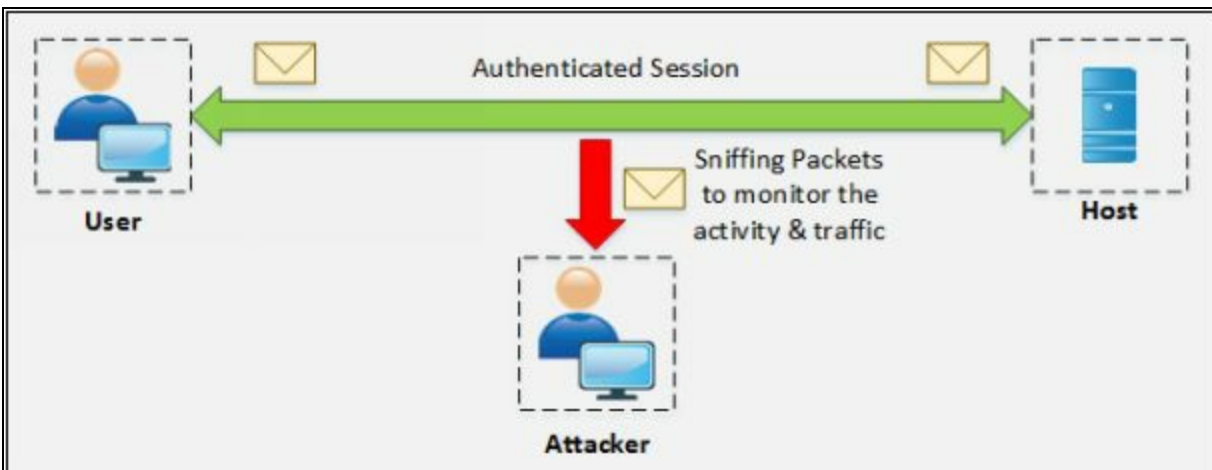 Authenticated Session
Sniffing Packets
to monitor the
activity & traffic
User
Host
Attacker